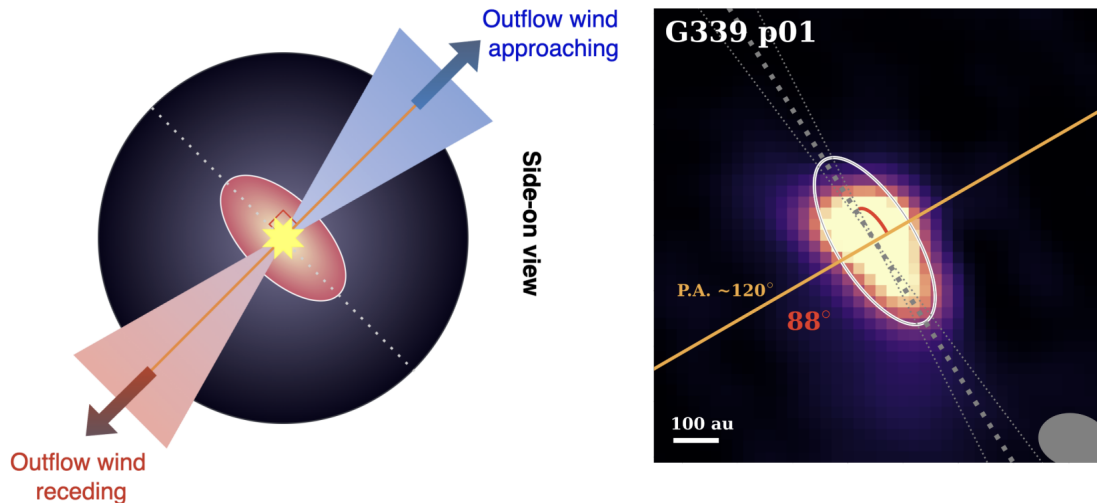 Outflow wind
approaching
Side-on view
Outflow wind
receding
G339 p01
P.A. ~120°
88°
100 au